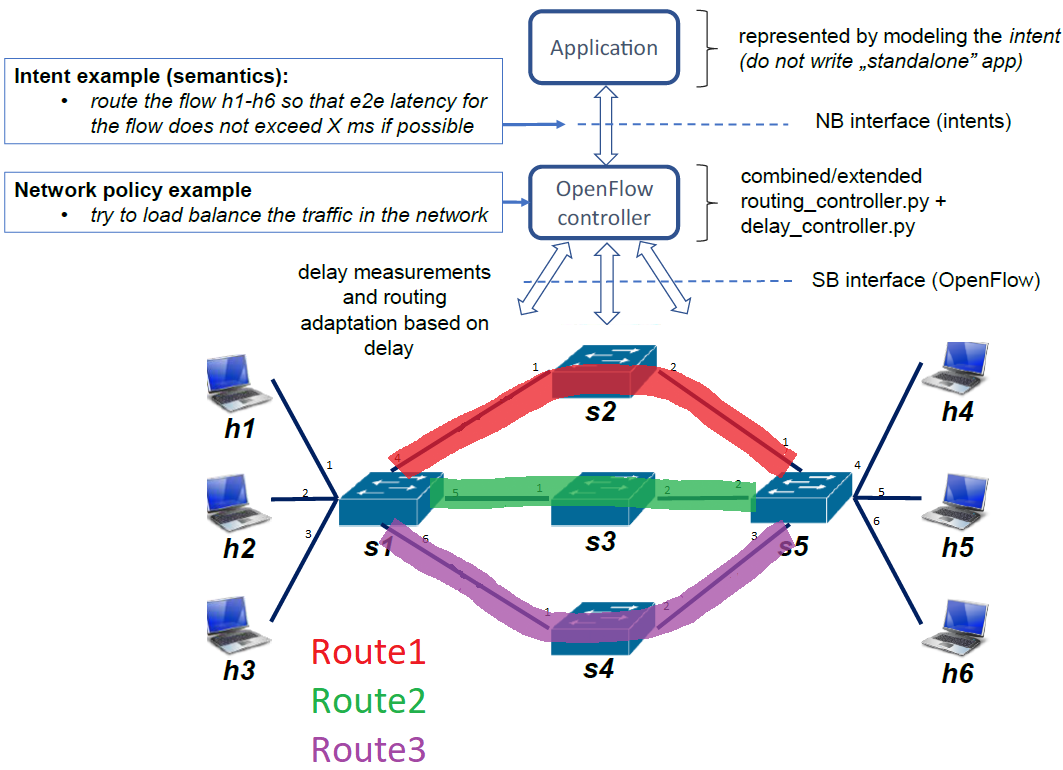 Application
represented by modeling the intent
(do not write „standalone” app)
Intent example (semantics):
• route the flow h1-h6 so that e2e latency for
the flow does not exceed X ms if possible
NB interface (intents)
Network policy example
• try to load balance the traffic in the network
OpenFlow
controller
combined/extended
routing_controller.py +
delay_controller.py
delay measurements
and routing
adaptation based on
delay
SB interface (OpenFlow)
h1
h2
h3
1
2
3
4
5
6
s1
1
2
s2
1
2
s3
1
2
s4
1
2
3
4
5
6
s5
h4
h5
h6
Route1
Route2
Route3